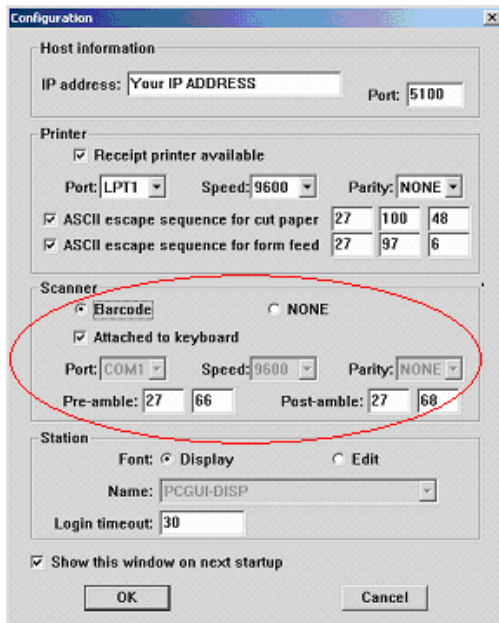 Configuration
Host information
IP address: Your IP ADDRESS
Port: 5100
Printer
Receipt printer available
Port: LPT1 Speed: 9600 Parity: NONE
ASCII escape sequence for cut paper 27 100 48
ASCII escape sequence for form feed 27 97 6
Scanner
Barcode NONE
Attached to keyboard
Port: COM1 Speed: 9600 Parity: NONE
Pre-amble: 27 66 Post-amble: 27 68
Station
Font: Display Edit
Name: PCGUI-DISP
Login timeout: 30
Show this window on next startup
OK Cancel